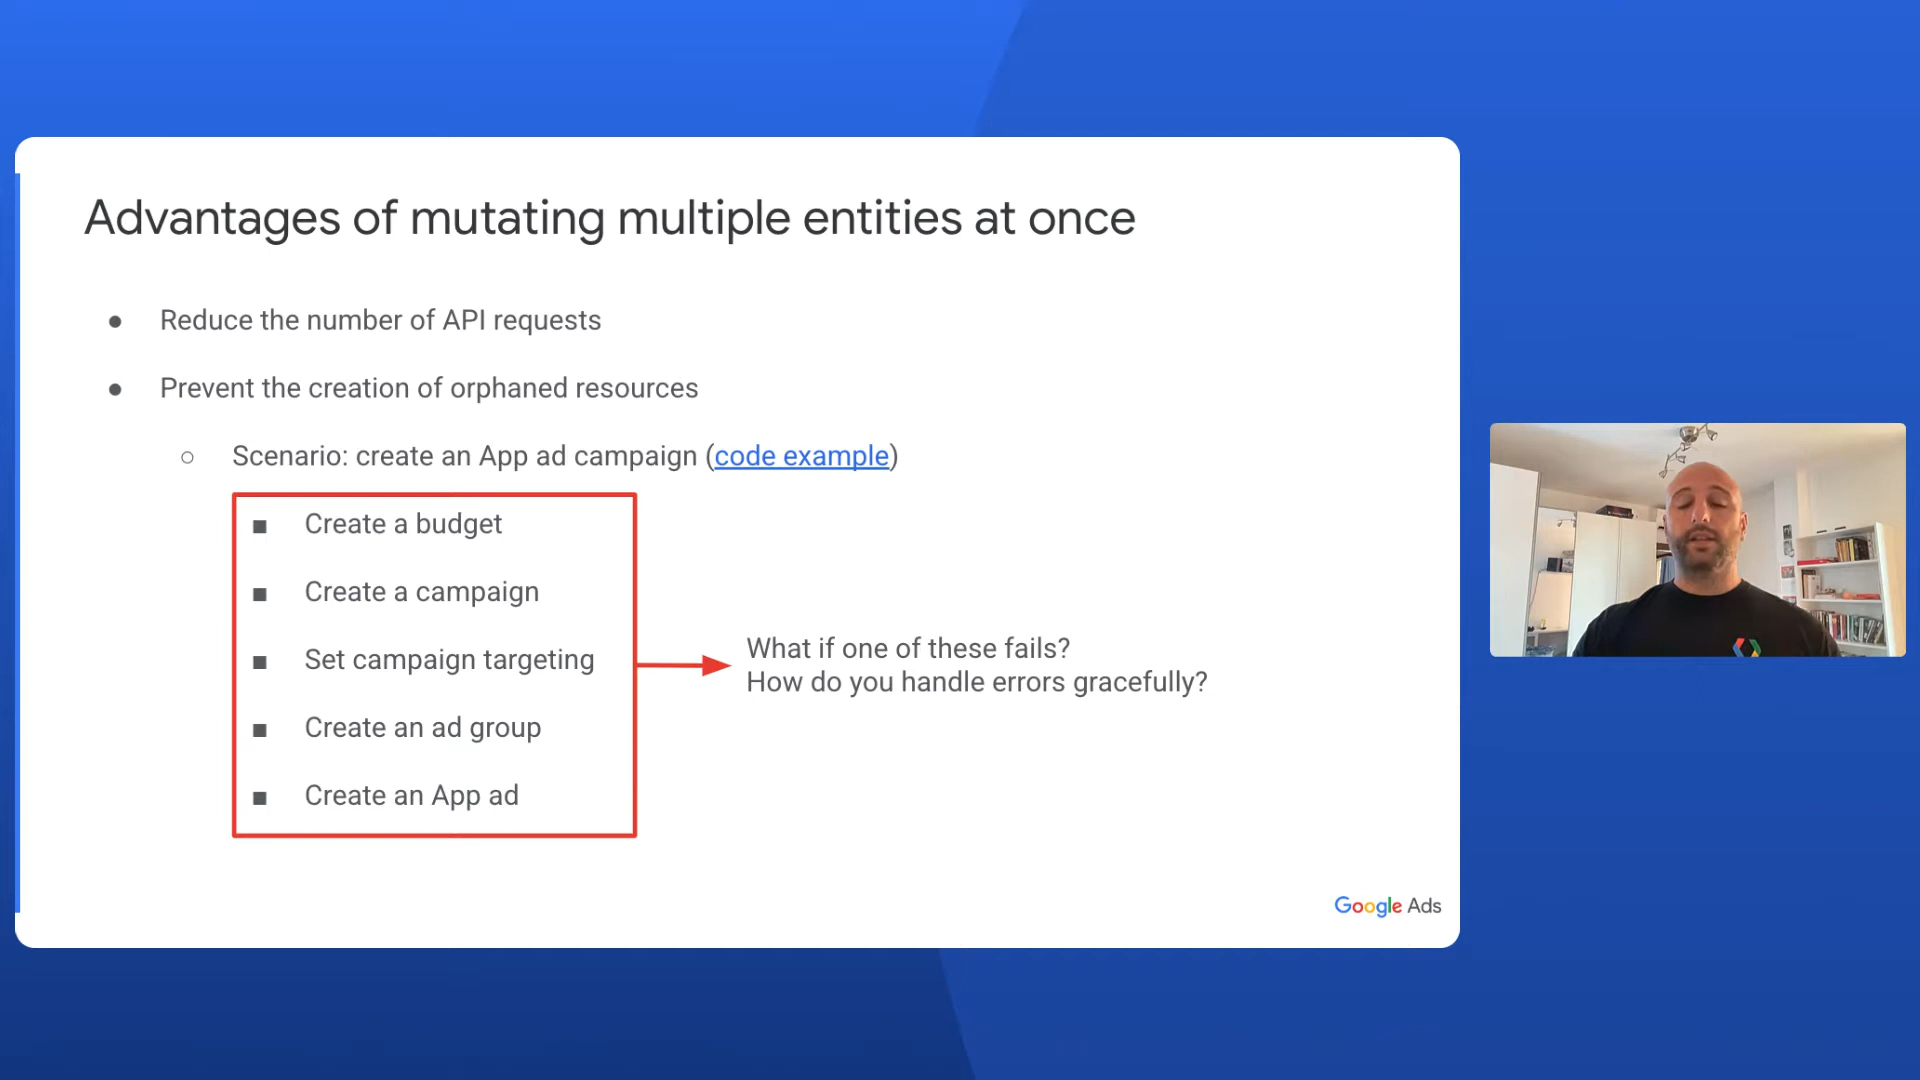 Advantages of mutating multiple entities at once
● Reduce the number of API requests
● Prevent the creation of orphaned resources
○ Scenario: create an App ad campaign (code example)
■ Create a budget
■ Create a campaign
■ Set campaign targeting
■ Create an ad group
■ Create an App ad
What if one of these fails?
How do you handle errors gracefully?
Google Ads